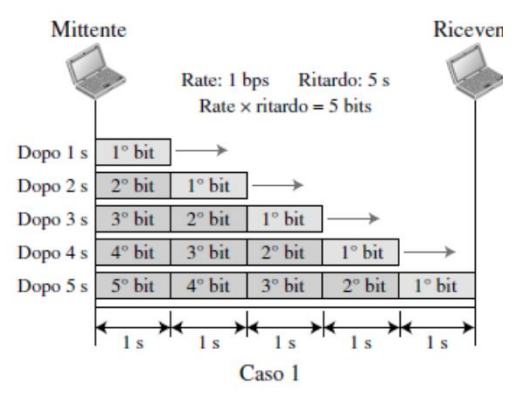 Mittente Riceven
Rate: 1 bps Ritardo: 5 s
Rate × ritardo = 5 bits
Dopo 1 s 1° bit
Dopo 2 s 2° bit 1° bit
Dopo 3 s 3° bit 2° bit 1° bit
Dopo 4 s 4° bit 3° bit 2° bit 1° bit
Dopo 5 s 5° bit 4° bit 3° bit 2° bit 1° bit
1 s 1 s 1 s 1 s 1 s
Caso 1